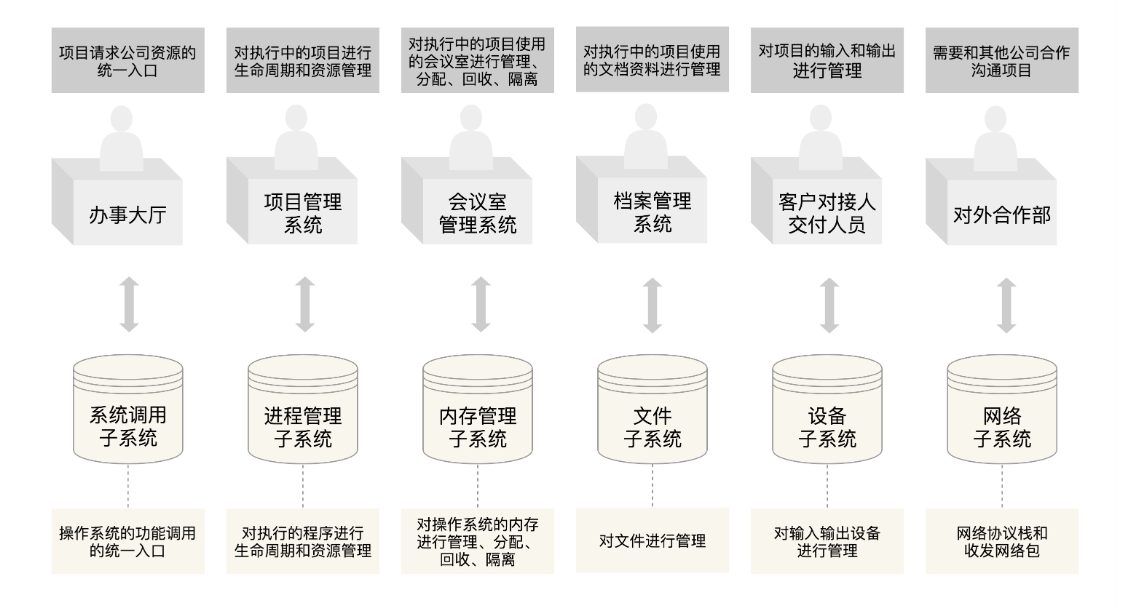 项目请求公司资源的
统一入口
对执行中的项目进行
生命周期和资源管理
对执行中的项目使用
的会议室进行管理、
分配、回收、隔离
对执行中的项目使用
的文档资料进行管理
对项目的输入和输出
进行管理
需要和其他公司合作
沟通项目
办事大厅
项目管理
系统
会议室
管理系统
档案管理
系统
客户对接人
交付人员
对外合作部
系统调用
子系统
进程管理
子系统
内存管理
子系统
文件
子系统
设备
子系统
网络
子系统
操作系统的功能调用
的统一入口
对执行的程序进行
生命周期和资源管理
对操作系统的内存
进行管理、分配、
回收、隔离
对文件进行管理
对输入输出设备
进行管理
网络协议栈和
收发网络包